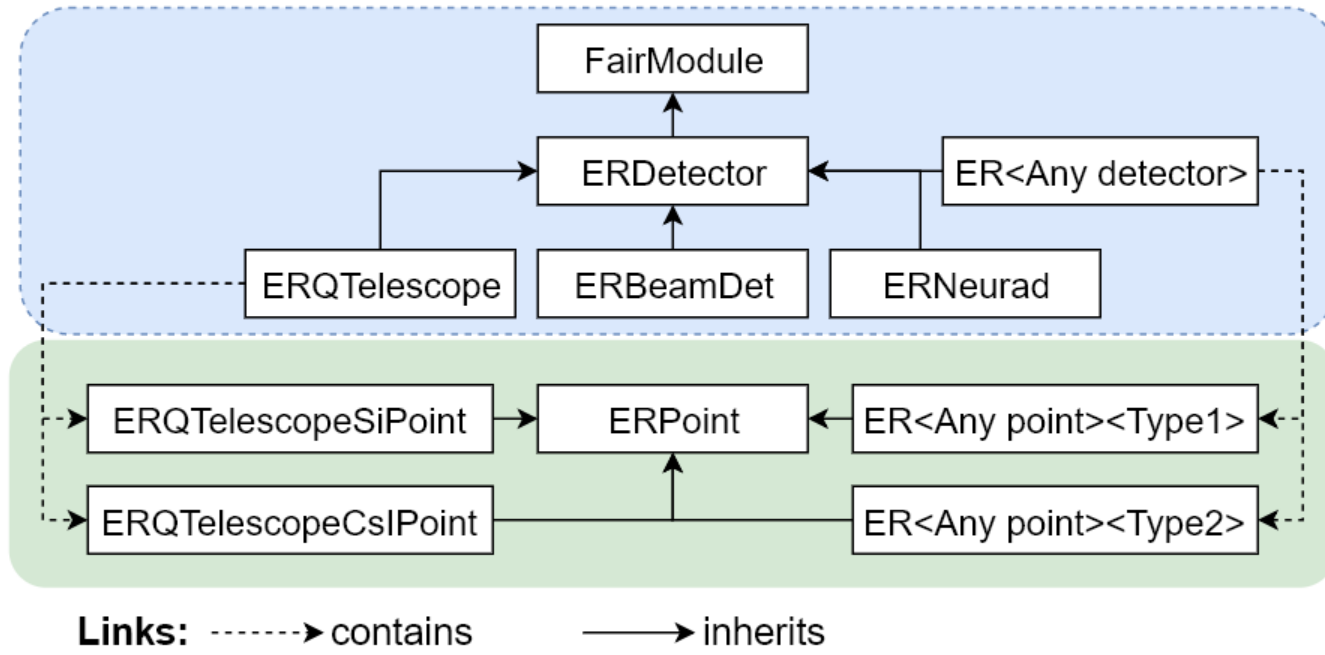 FairModule
ERDetector
ER<Any detector>
ERQTelescope
ERBeamDet
ERNeurad
ERQTelescopeSiPoint
ERPoint
ER<Any point><Type1>
ERQTelescopeCsIPoint
ER<Any point><Type2>
Links:
contains
inherits